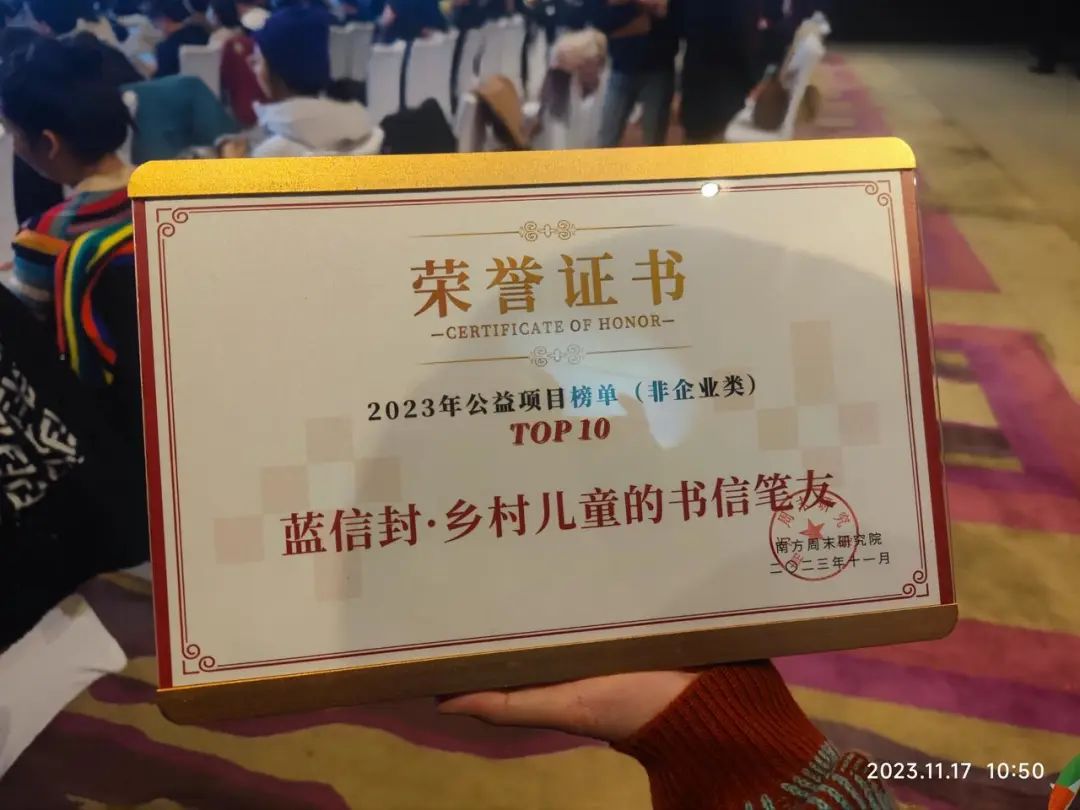 荣誉证书
—CERTIFICATE OF HONOR—
2023年公益项目榜单（非企业类）
TOP 10
蓝信封·乡村儿童的书信笔友
南方周末研究院
二〇二三年十一月
2023.11.17 10:50